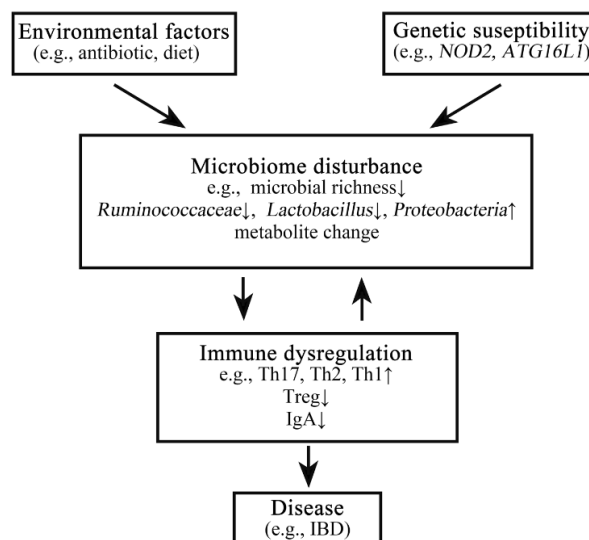 Environmental factors
(e.g., antibiotic, diet)
Genetic suseptibility
(e.g., NOD2, ATG16L1)
Microbiome disturbance
e.g., microbial richness↓
Ruminococcaceae↓, Lactobacillus↓, Proteobacteria↑
metabolite change
Immune dysregulation
e.g., Th17, Th2, Th1↑
Treg↓
IgA↓
Disease
(e.g., IBD)